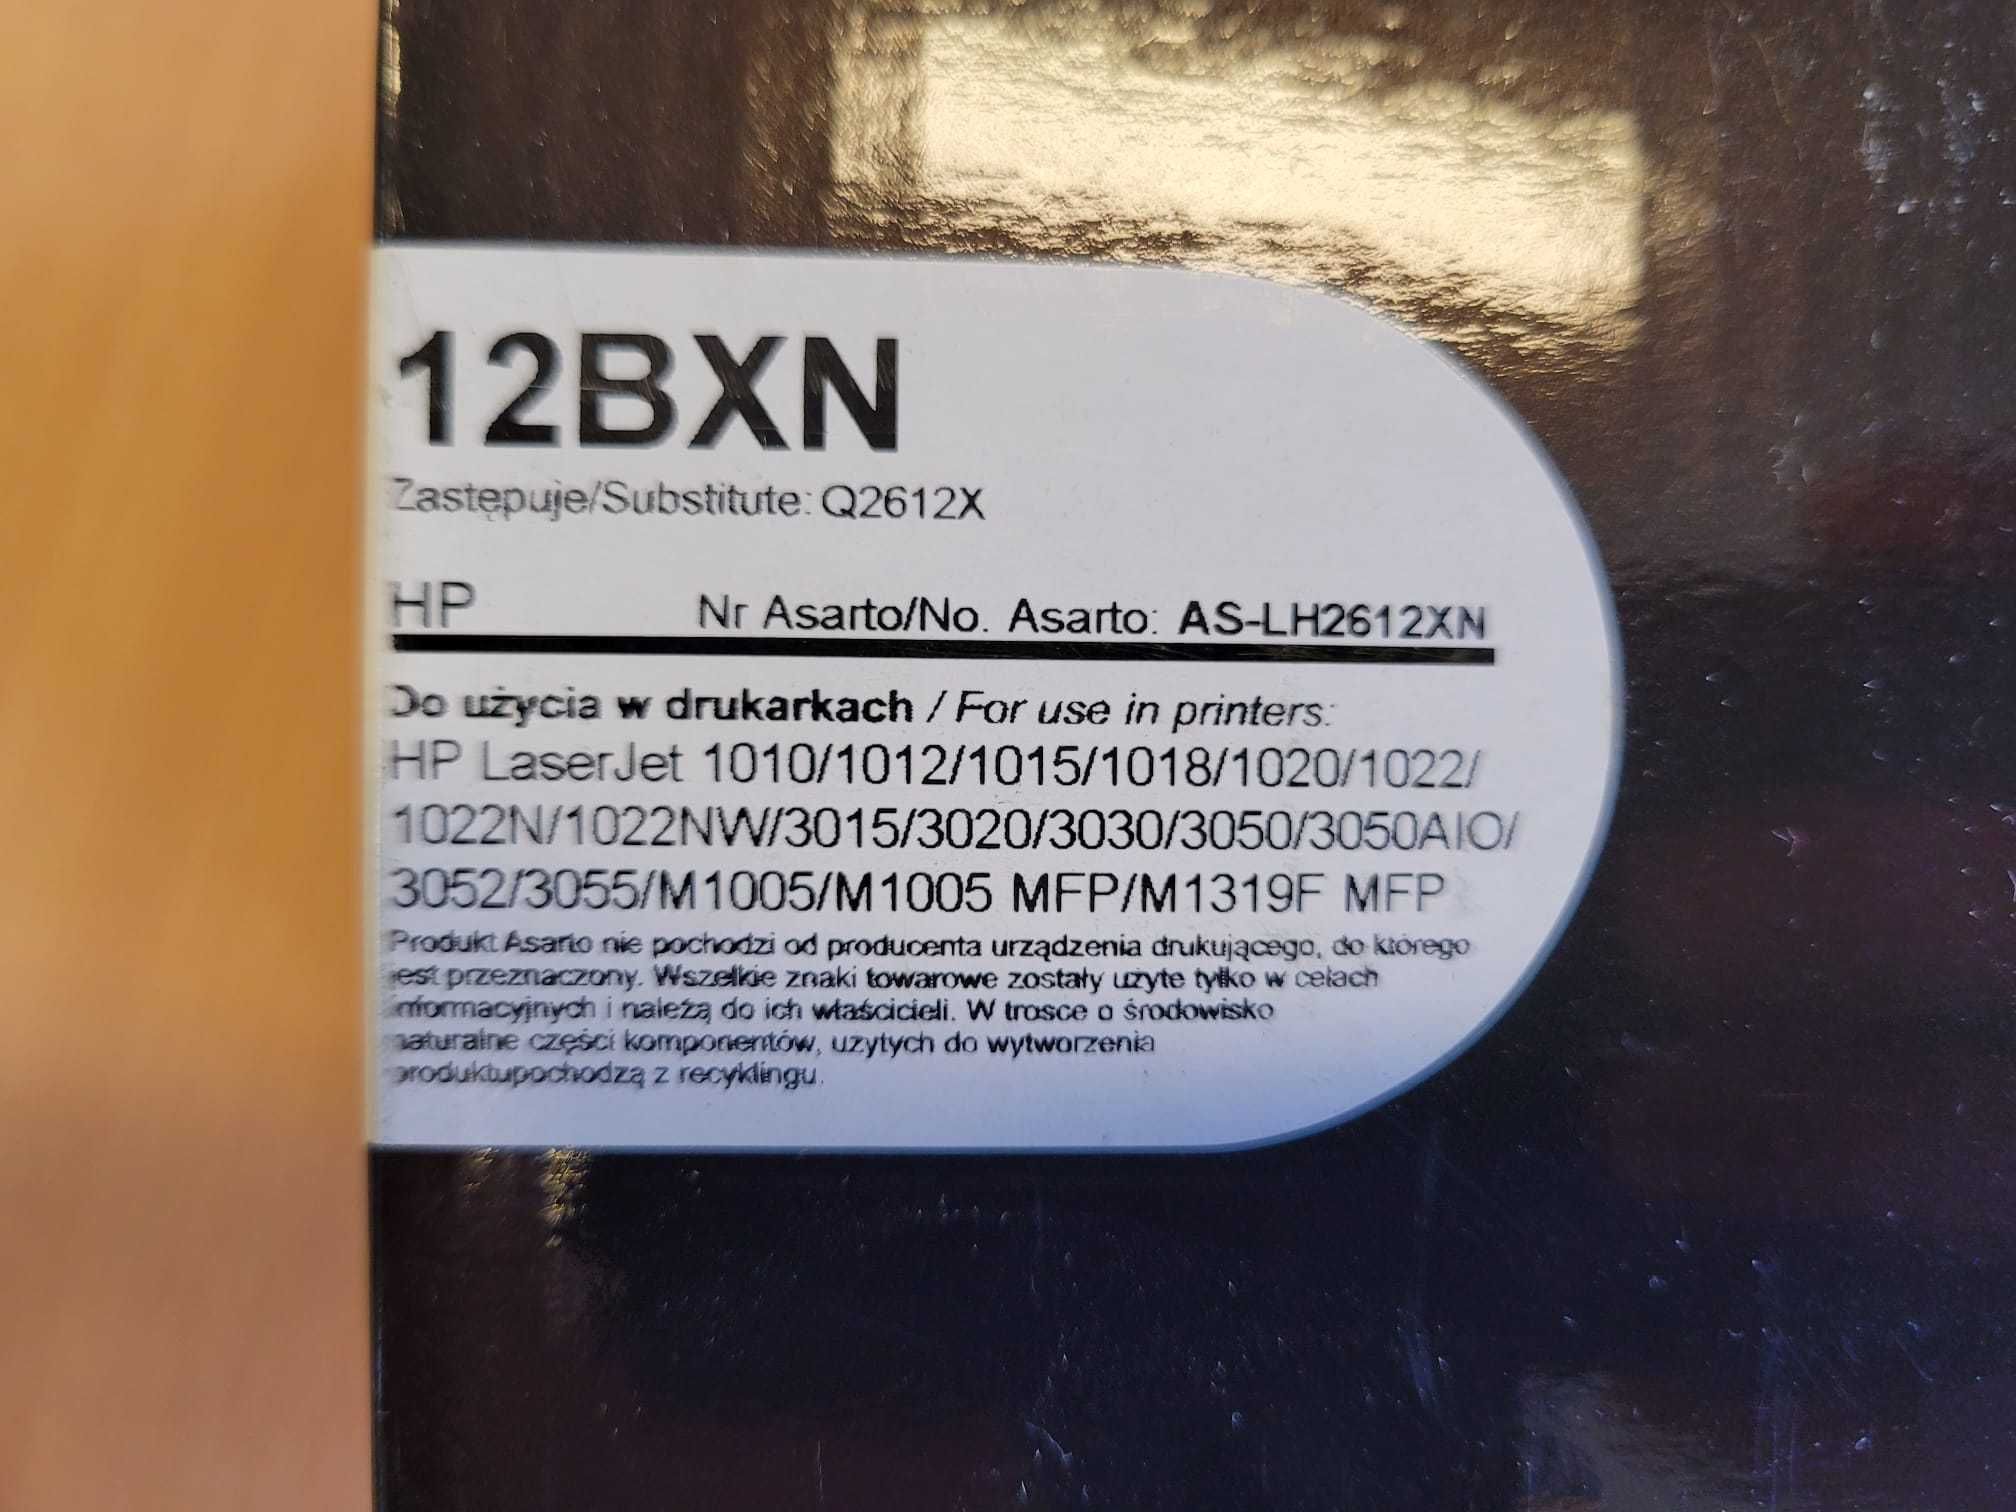 12BXN
Zastępuje/Substitute: Q2612X
HP Nr Asarto/No. Asarto: AS-LH2612XN
Do użycia w drukarkach / For use in printers:
HP LaserJet 1010/1012/1015/1018/1020/1022/
1022N/1022NW/3015/3020/3030/3050/3050AIO/
3052/3055/M1005/M1005 MFP/M1319F MFP
Produkt Asarto nie pochodzi od producenta urządzenia drukującego, do którego
jest przeznaczony. Wszelkie znaki towarowe zostały użyte tylko w celach
informacyjnych i należą do ich właścicieli. W trosce o środowisko
naturalne części komponentów, użytych do wytworzenia
produktupochodzą z recyklingu.